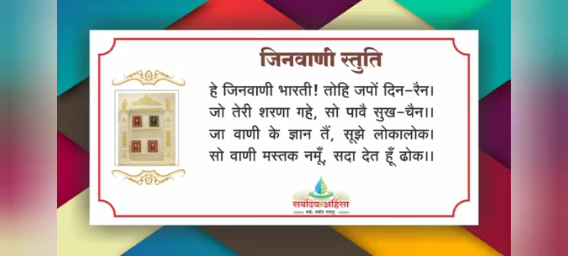 जिनवाणी स्तुति
हे जिनवाणी भारती! तोहि जपों दिन-रैन।
जो तेरी शरणा गहे, सो पावै सुख-चैन।।
जा वाणी के ज्ञान तैं, सूझे लोकालोक।
सो वाणी मस्तक नमूँ, सदा देत हूँ ढोक।।
सर्वोदय अहिंसा